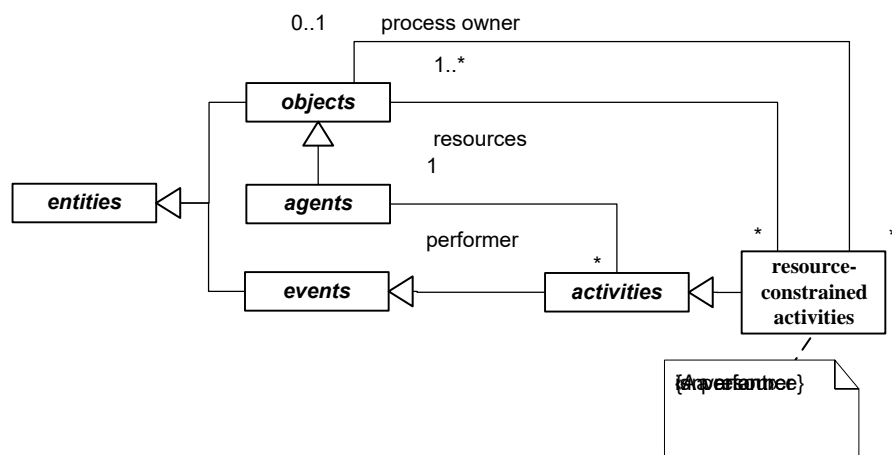 0..1 process owner
1..*
objects
resources
1
entities
agents
performer
*
*
*
events
activities
resource-
constrained
activities